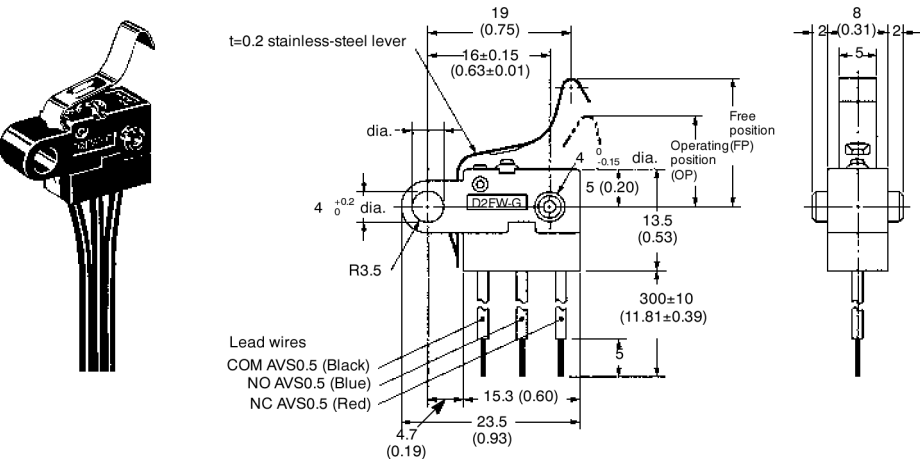 19
(0.75)
t=0.2 stainless-steel lever
16±0.15
(0.63±0.01)
dia.
4 +0.2 0 dia.
R3.5
D2FW-G
4 0 -0.15 dia.
5 (0.20)
Operating
position
(OP)
Free
position
(FP)
13.5
(0.53)
300±10
(11.81±0.39)
5
Lead wires
COM AVS0.5 (Black)
NO AVS0.5 (Blue)
NC AVS0.5 (Red)
15.3 (0.60)
23.5
(0.93)
4.7
(0.19)
8
(0.31)
2
2
5